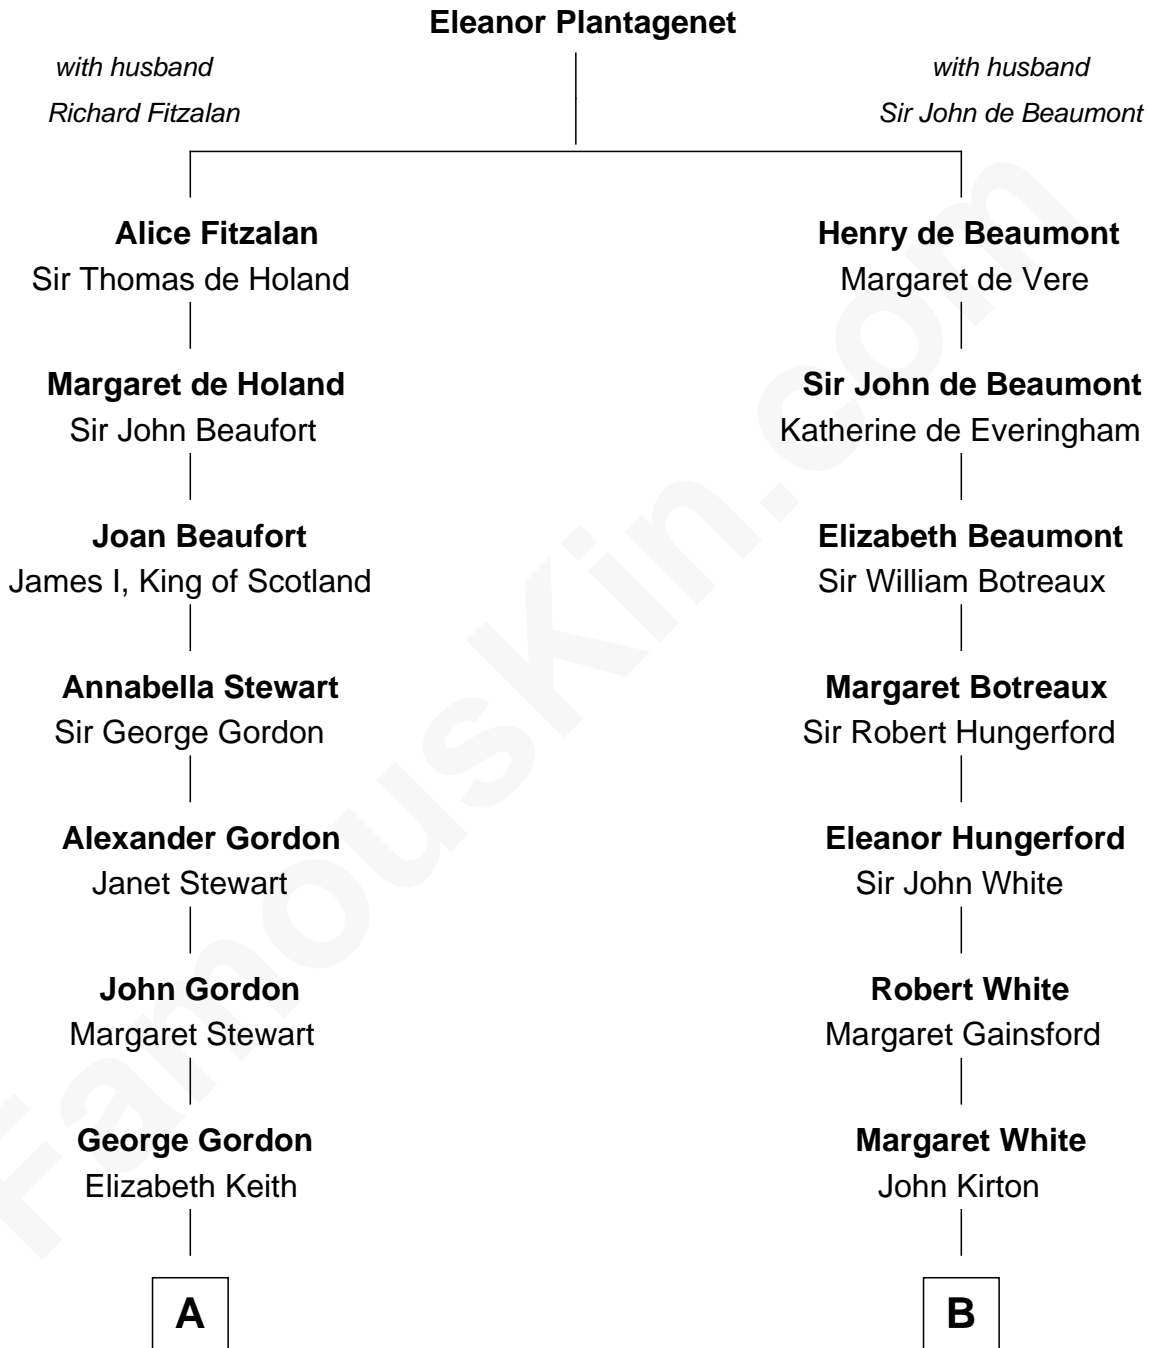 Eleanor Plantagenet
with husband
Richard Fitzalan
with husband
Sir John de Beaumont
Alice Fitzalan
Sir Thomas de Holand
Henry de Beaumont
Margaret de Vere
Margaret de Holand
Sir John Beaufort
Sir John de Beaumont
Katherine de Everingham
Joan Beaufort
James I, King of Scotland
Elizabeth Beaumont
Sir William Botreaux
Annabella Stewart
Sir George Gordon
Margaret Botreaux
Sir Robert Hungerford
Alexander Gordon
Janet Stewart
Eleanor Hungerford
Sir John White
John Gordon
Margaret Stewart
Robert White
Margaret Gainsford
George Gordon
Elizabeth Keith
Margaret White
John Kirton
A
B
FamousKin.com